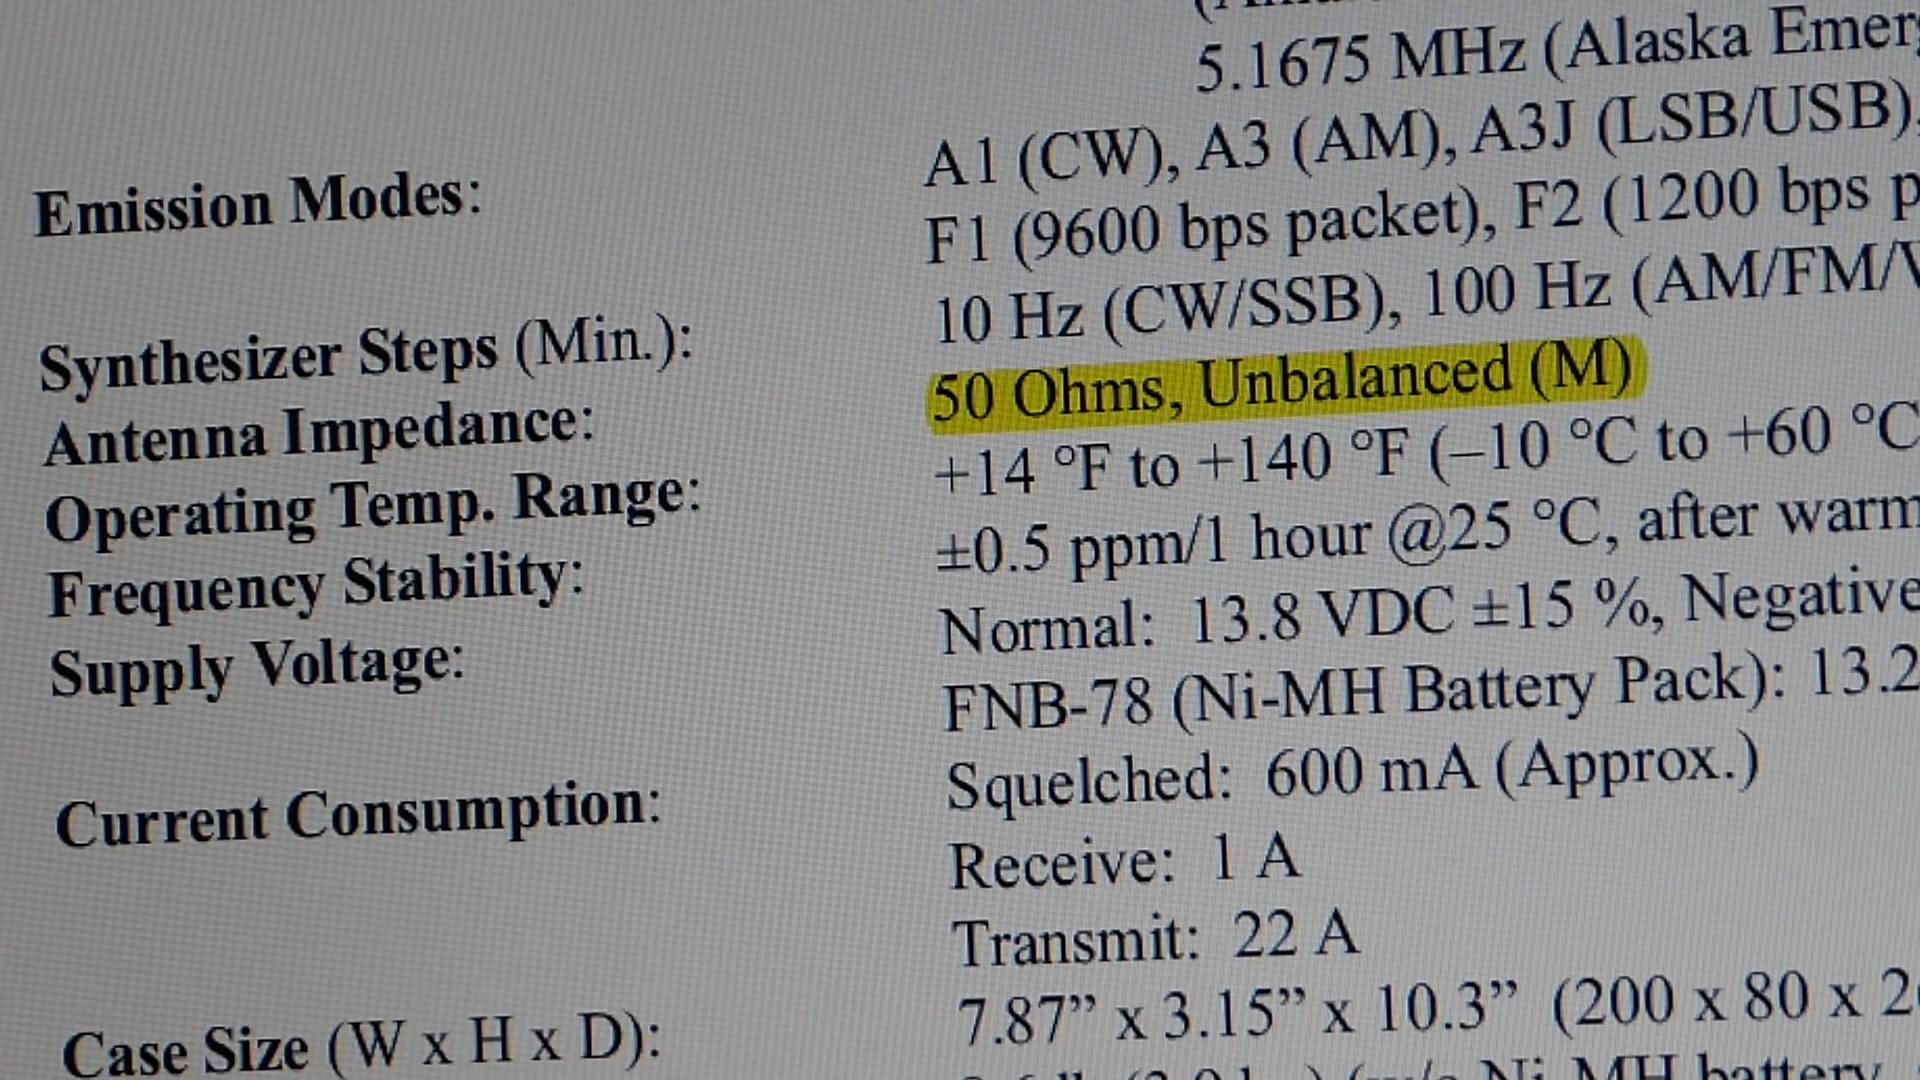 5.1675 MHz (Alaska
Emission Modes: A1 (CW), A3 (AM), A3J (LSB/USB),
F1 (9600 bps packet), F2 (1200 bps
Synthesizer Steps (Min.): 10 Hz (CW/SSB), 100 Hz (AM/FM/
Antenna Impedance: 50 Ohms, Unbalanced (M)
Operating Temp. Range: +14 °F to +140 °F (–10 °C to +60 °C
Frequency Stability: ±0.5 ppm/1 hour @25 °C, after warm
Supply Voltage: Normal: 13.8 VDC ±15 %, Negative
FNB-78 (Ni-MH Battery Pack): 13.2
Current Consumption: Squelched: 600 mA (Approx.)
Receive: 1 A
Transmit: 22 A
Case Size (W x H x D): 7.87” x 3.15” x 10.3” (200 x 80 x
Ni-MH battery